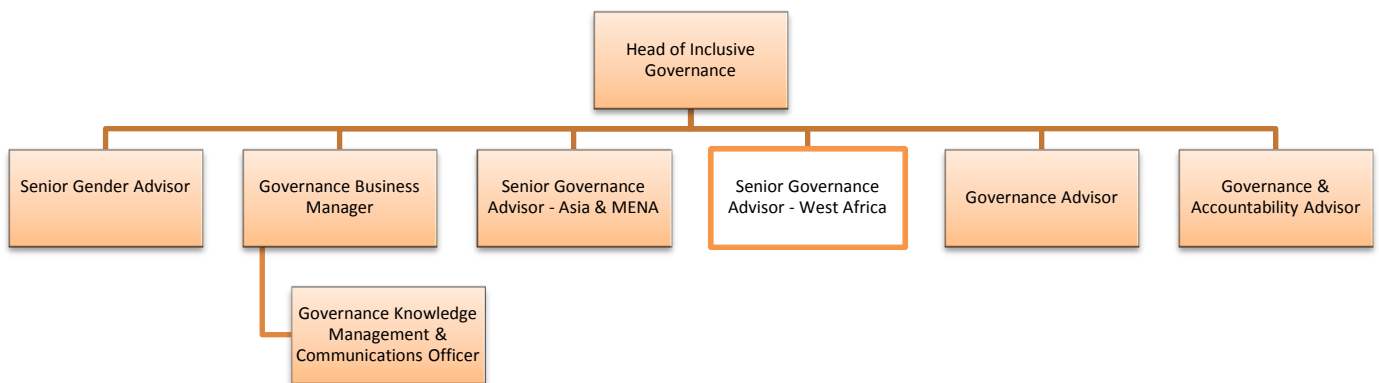 Head of Inclusive
Governance
Senior Gender Advisor
Governance Business
Manager
Senior Governance
Advisor - Asia & MENA
Senior Governance
Advisor - West Africa
Governance Advisor
Governance &
Accountability Advisor
Governance Knowledge
Management &
Communications Officer